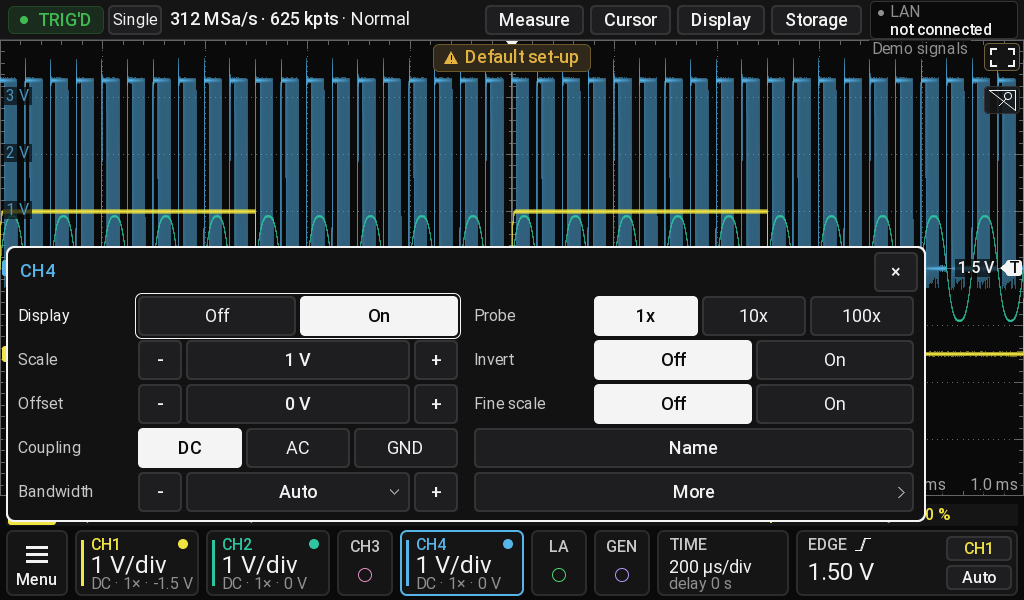 TRIG'D Single 312 MSa/s · 625 kpts · Normal Measure Cursor Display Storage LAN
not connected
Default set-up Demo signals
3 V
2 V
1 V
1.5 V T
CH4 ×
Display Off On Probe 1x 10x 100x
Scale - 1 V + Invert Off On
Offset - 0 V + Fine scale Off On
Coupling DC AC GND Name
Bandwidth - Auto + More
ms 1.0 ms
0 %
Menu
CH1
1 V/div
DC · 1× · -1.5 V
CH2
1 V/div
DC · 1× · 0 V
CH3
CH4
1 V/div
DC · 1× · 0 V
LA
GEN
TIME
200 µs/div
delay 0 s
EDGE
1.50 V
CH1
Auto